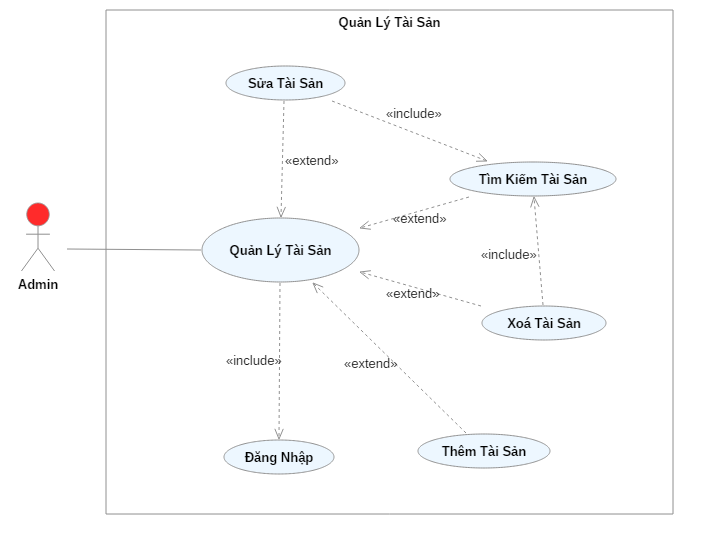 Quản Lý Tài Sản
Sửa Tài Sản
«include»
«extend»
Tìm Kiếm Tài Sản
«extend»
Quản Lý Tài Sản
«include»
Admin
«extend»
Xoá Tài Sản
«include»
«extend»
Thêm Tài Sản
Đăng Nhập